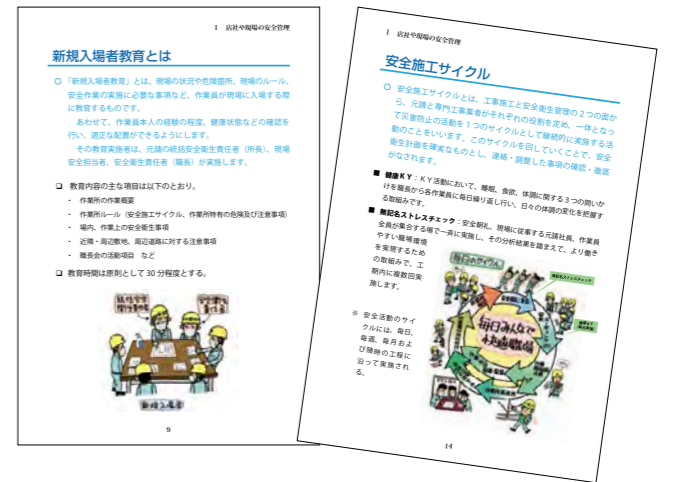 I 店社や現場の安全管理
新規入場者教育とは
○ 「新規入場者教育」とは、現場の状況や危険箇所、現場のルール、
安全作業の実施に必要な事項など、作業員が現場に入場する際
に教育するものです。
あわせて、作業員本人の経験の程度、健康状態などの確認を
行い、適正な配置ができるようにします。
その教育実施者は、元請の統括安全衛生責任者（所長）、現場
安全担当者、安全衛生責任者（職長）が実施します。
❑ 教育内容の主な項目は以下のとおり。
・ 作業所の作業概要
・ 作業所ルール（安全施工サイクル、作業所特有の危険及び注意事項）
・ 場内、作業上の安全衛生事項
・ 近隣・周辺敷地、周辺道路に対する注意事項
・ 職長会の活動項目 など
❑ 教育時間は原則として 30 分程度とする。
新規入場者
9
I 店社や現場の安全管理
安全施工サイクル
○ 安全施工サイクルとは、工事施工と安全衛生管理の２つの面か
ら、元請と専門工事業者がそれぞれの役割を定め、一体となっ
て災害防止の活動を１つのサイクルとして継続的に実施する活
動のことをいいます。このサイクルを回していくことで、安全
衛生計画を確実なものとし、連絡・調整した事項の確認・徹底
がなされます。
■ 健康ＫＹ：ＫＹ活動において、睡眠、食欲、体調に関する３つの問いか
けを職長から各作業員に毎日繰り返し行い、日々の体調の変化を把握す
る取組みです。
■ 無記名ストレスチェック：安全朝礼、現場に従事する元請社員、作業員
全員が集合する場で一斉に実施し、その分析結果を踏まえて、より働き
やすい職場環境
を実現するため
の取組みで、工
期内に複数回実
施します。
※ 安全活動のサイ
クルには、毎日、
毎週、毎月およ
び随時の工程に
沿って実施され
る。
毎日のサイクル
無記名ストレスチェック
毎日みんなで
快適職場
14